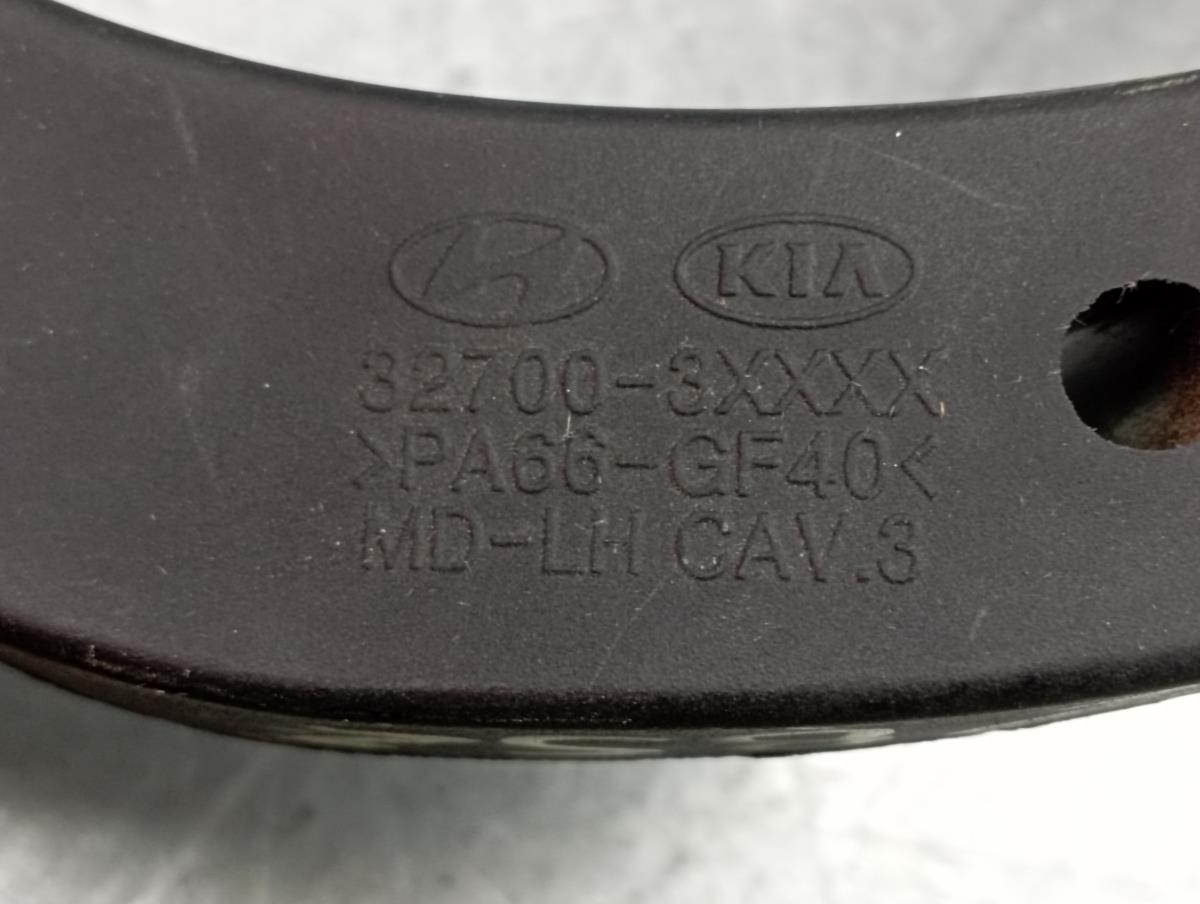 KIA
32700-3XXXX
>PA66-GF40<
MD-LH CAV.3